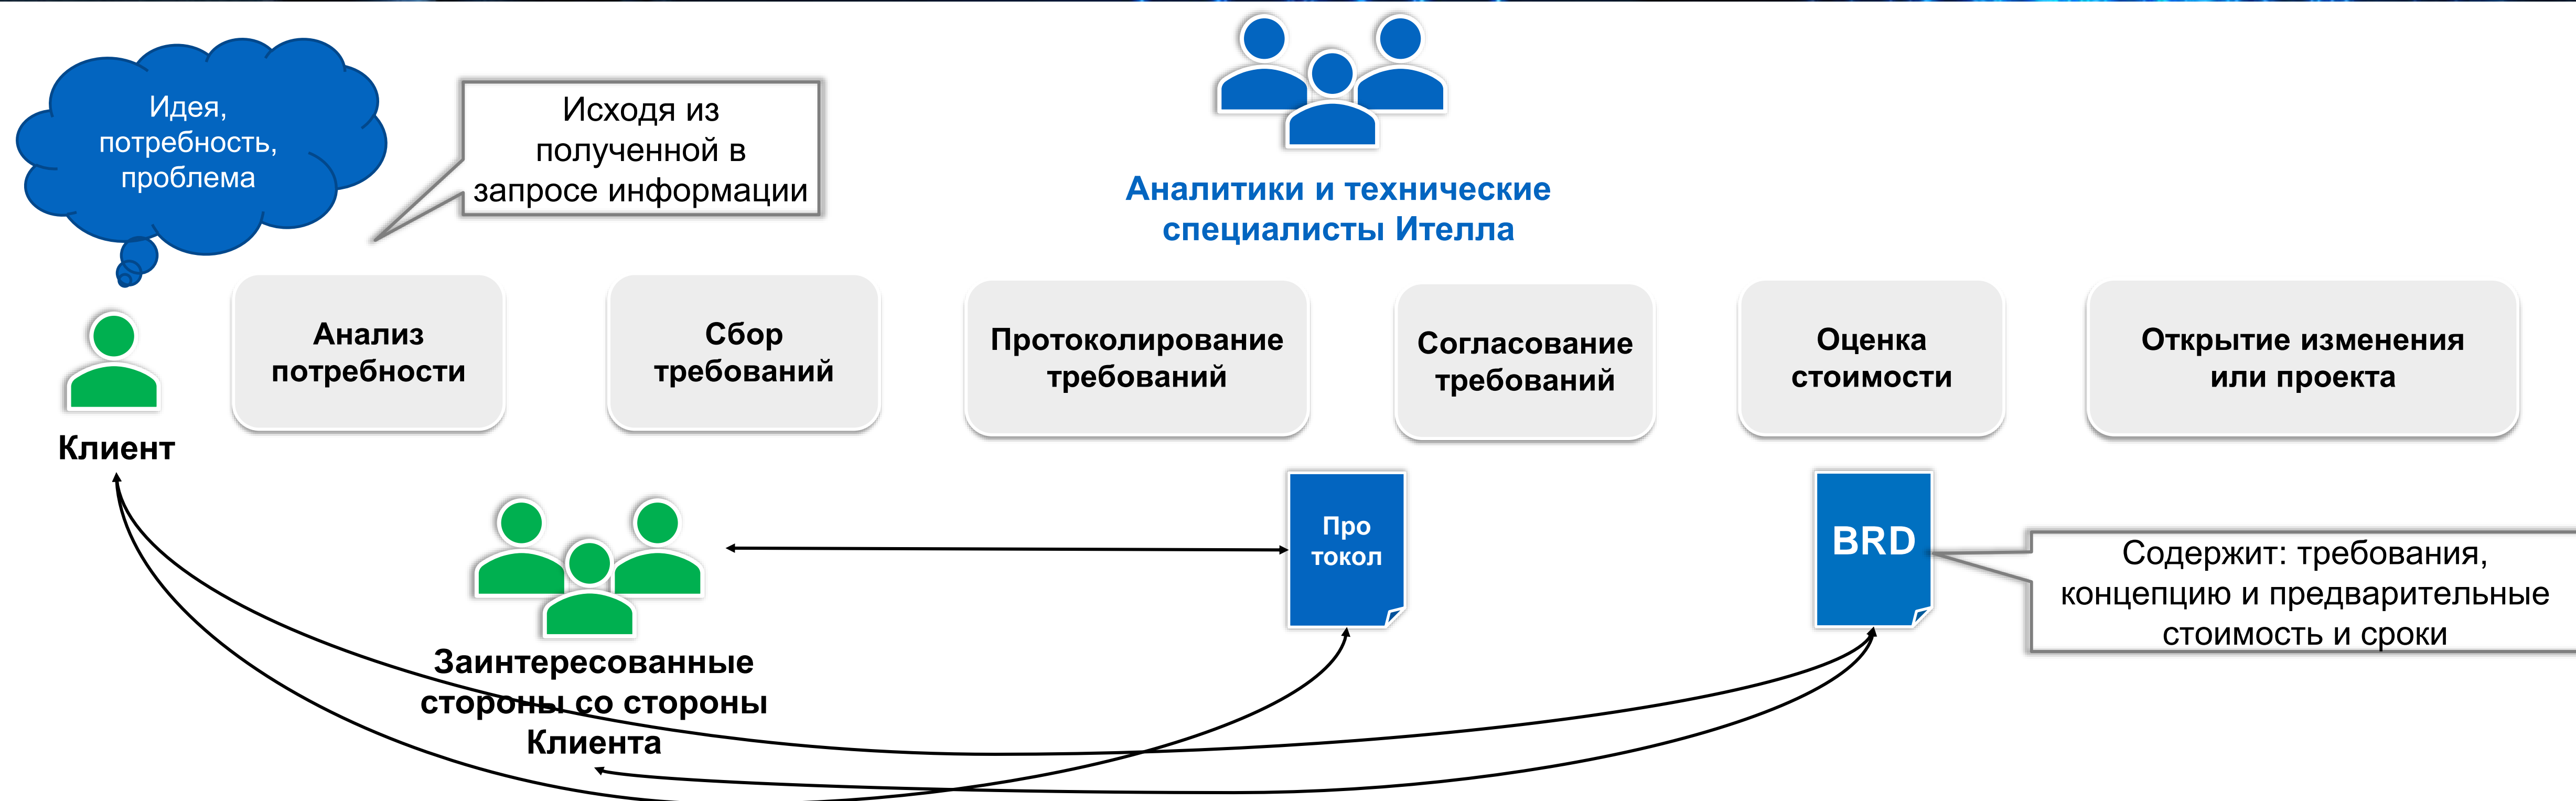 Идея,
потребность,
проблема
Исходя из
полученной в
запросе информации
Аналитики и технические
специалисты Ителла
Анализ
потребности
Сбор
требований
Протоколирование
требований
Согласование
требований
Оценка
стоимости
Открытие изменения
или проекта
Клиент
Заинтересованные
стороны со стороны
Клиента
Про
токол
BRD
Содержит: требования,
концепцию и предварительные
стоимость и сроки